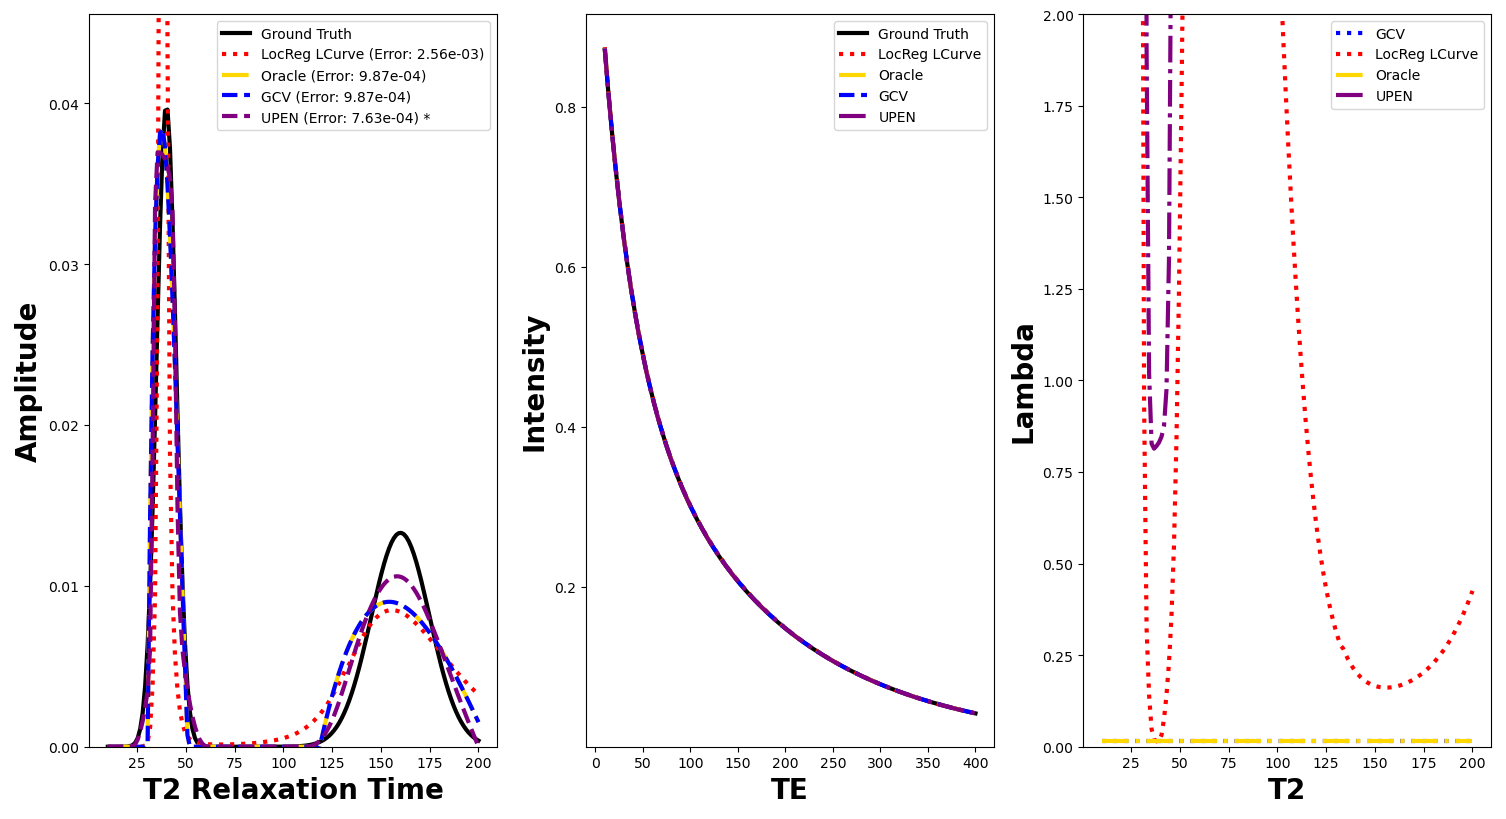 Ground Truth
LocReg LCurve (Error: 2.56e-03)
Oracle (Error: 9.87e-04)
GCV (Error: 9.87e-04)
UPEN (Error: 7.63e-04) *
0.04
0.03
0.02
0.01
0.00
Amplitude
25 50 75 100 125 150 175 200
T2 Relaxation Time
Ground Truth
LocReg LCurve
Oracle
GCV
UPEN
0.8
0.6
0.4
0.2
Intensity
0 50 100 150 200 250 300 350 400
TE
GCV
LocReg LCurve
Oracle
UPEN
2.00
1.75
1.50
1.25
1.00
0.75
0.50
0.25
0.00
Lambda
25 50 75 100 125 150 175 200
T2